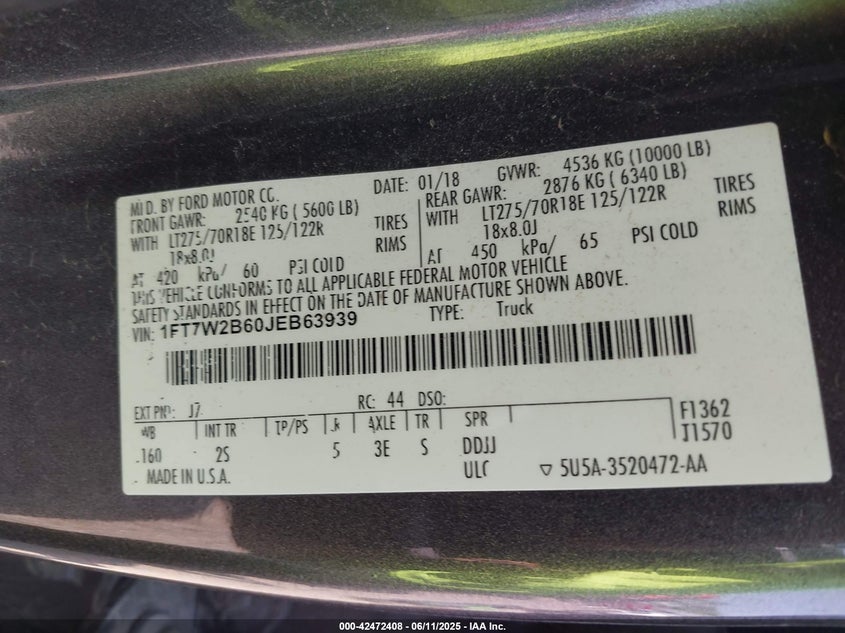 MFD. BY FORD MOTOR CO.
DATE: 01/18 GVWR: 4536 KG (10000 LB)
FRONT GAWR: 2540 KG ( 5600 LB)
REAR GAWR: 2876 KG ( 6340 LB)
WITH LT275/70R18E 125/122R TIRES
WITH LT275/70R18E 125/122R TIRES
18x8.0J RIMS
18x8.0J RIMS
AT 420 kPa/ 60 PSI COLD
AT 450 kPa/ 65 PSI COLD
THIS VEHICLE CONFORMS TO ALL APPLICABLE FEDERAL MOTOR VEHICLE
SAFETY STANDARDS IN EFFECT ON THE DATE OF MANUFACTURE SHOWN ABOVE.
VIN: 1FT7W2B60JEB63939 TYPE: Truck
EXT PNT: J7 RC: 44 DSO:
WB INT TR TP/PS R AXLE TR SPR F1362
160 2S 5 3E S DDJJ J1570
MADE IN U.S.A. ULC 5U5A-3520472-AA
000-42472408 - 06/11/2025 - IAA Inc.